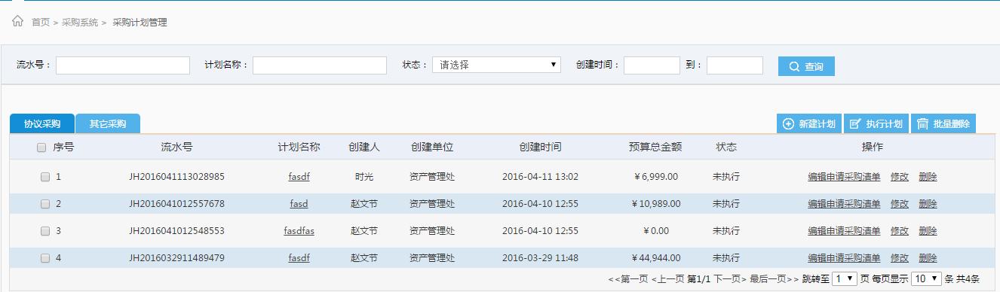 首页 > 采购系统 > 采购计划管理
流水号： 计划名称： 状态： 请选择 创建时间： 到： 查询
协议采购 其它采购 新建计划 执行计划 批量删除
序号 流水号 计划名称 创建人 创建单位 创建时间 预算总金额 状态 操作
1 JH2016041113028985 fasdf 时光 资产管理处 2016-04-11 13:02 ￥6,999.00 未执行 编辑申请采购清单 修改 删除
2 JH2016041012557678 fasd 赵文节 资产管理处 2016-04-10 12:55 ￥10,989.00 未执行 编辑申请采购清单 修改 删除
3 JH2016041012548553 fasdfas 赵文节 资产管理处 2016-04-10 12:55 ￥0.00 未执行 编辑申请采购清单 修改 删除
4 JH2016032911489479 fasdf 赵文节 资产管理处 2016-03-29 11:48 ￥44,944.00 未执行 编辑申请采购清单 修改 删除
<<第一页 <上一页 第1/1 下一页> 最后一页>> 跳转至 1 页 每页显示 10 条 共4条